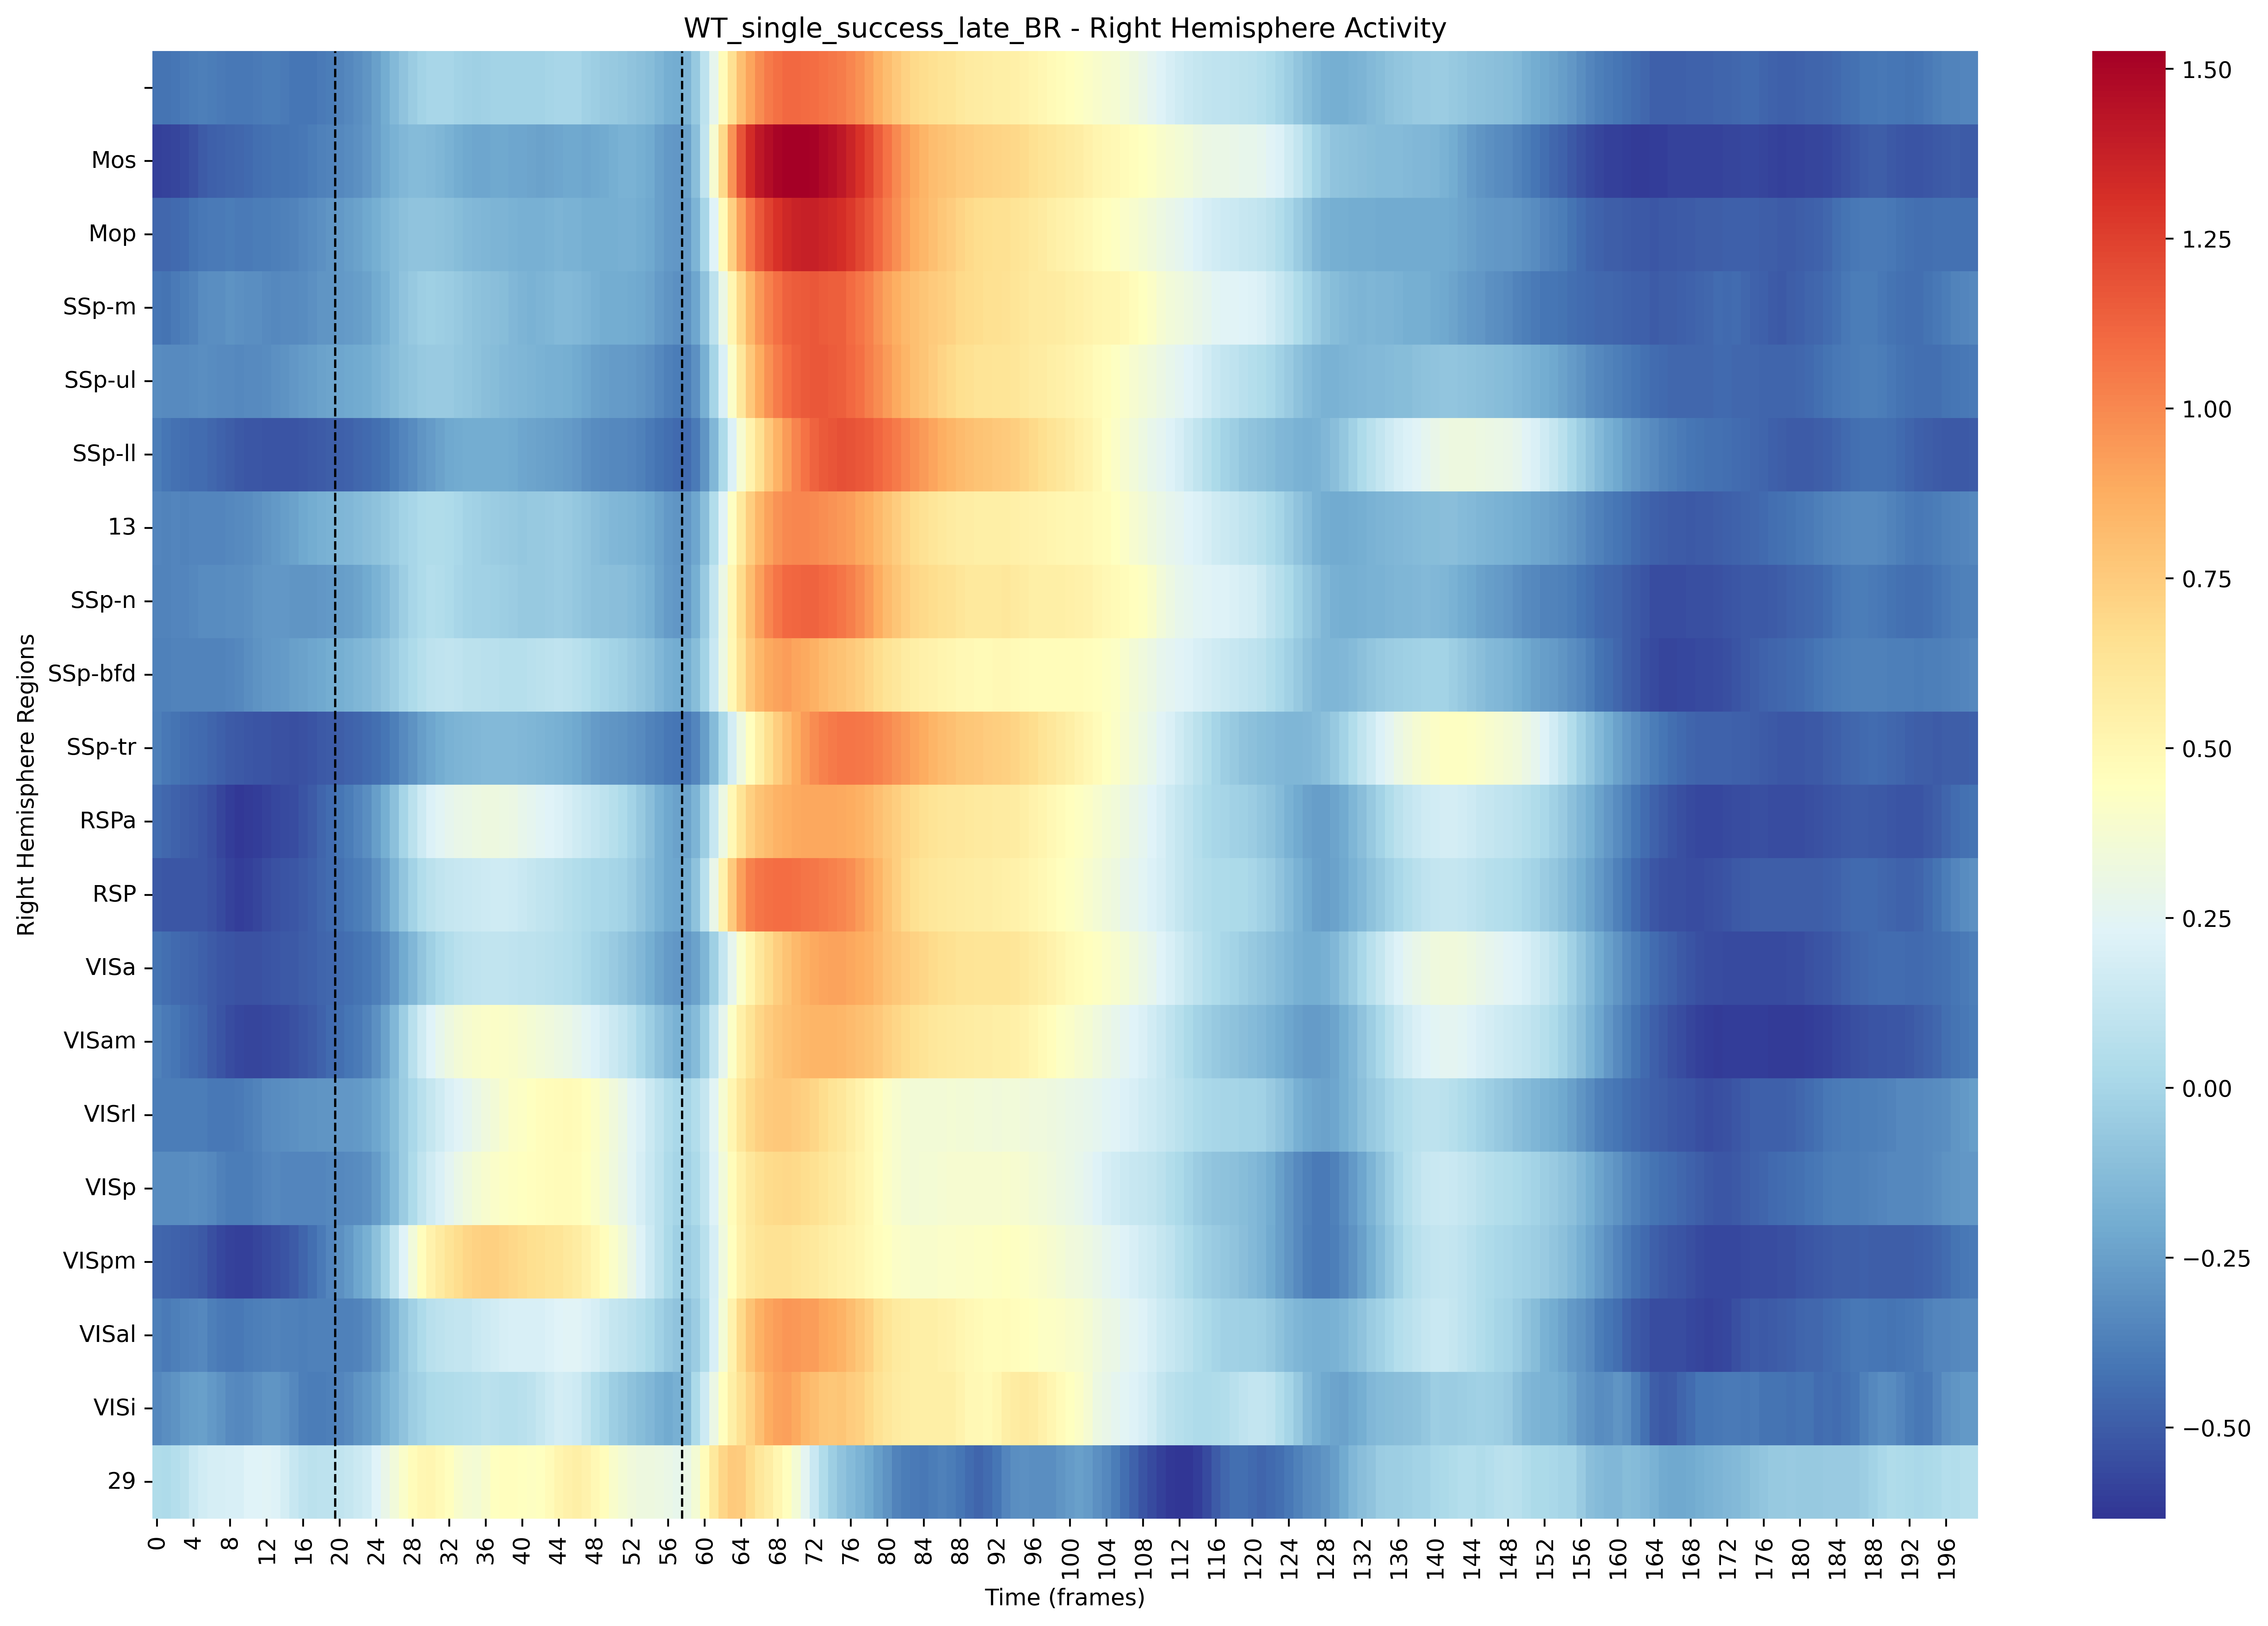 WT_single_success_late_BR - Right Hemisphere Activity
Right Hemisphere Regions
Mos
Mop
SSp-m
SSp-ul
SSp-ll
13
SSp-n
SSp-bfd
SSp-tr
RSPa
RSP
VISa
VISam
VISrl
VISp
VISpm
VISal
VISi
29
0 4 8 12 16 20 24 28 32 36 40 44 48 52 56 60 64 68 72 76 80 84 88 92 96 100 104 108 112 116 120 124 128 132 136 140 144 148 152 156 160 164 168 172 176 180 184 188 192 196
Time (frames)
1.50
1.25
1.00
0.75
0.50
0.25
0.00
−0.25
−0.50